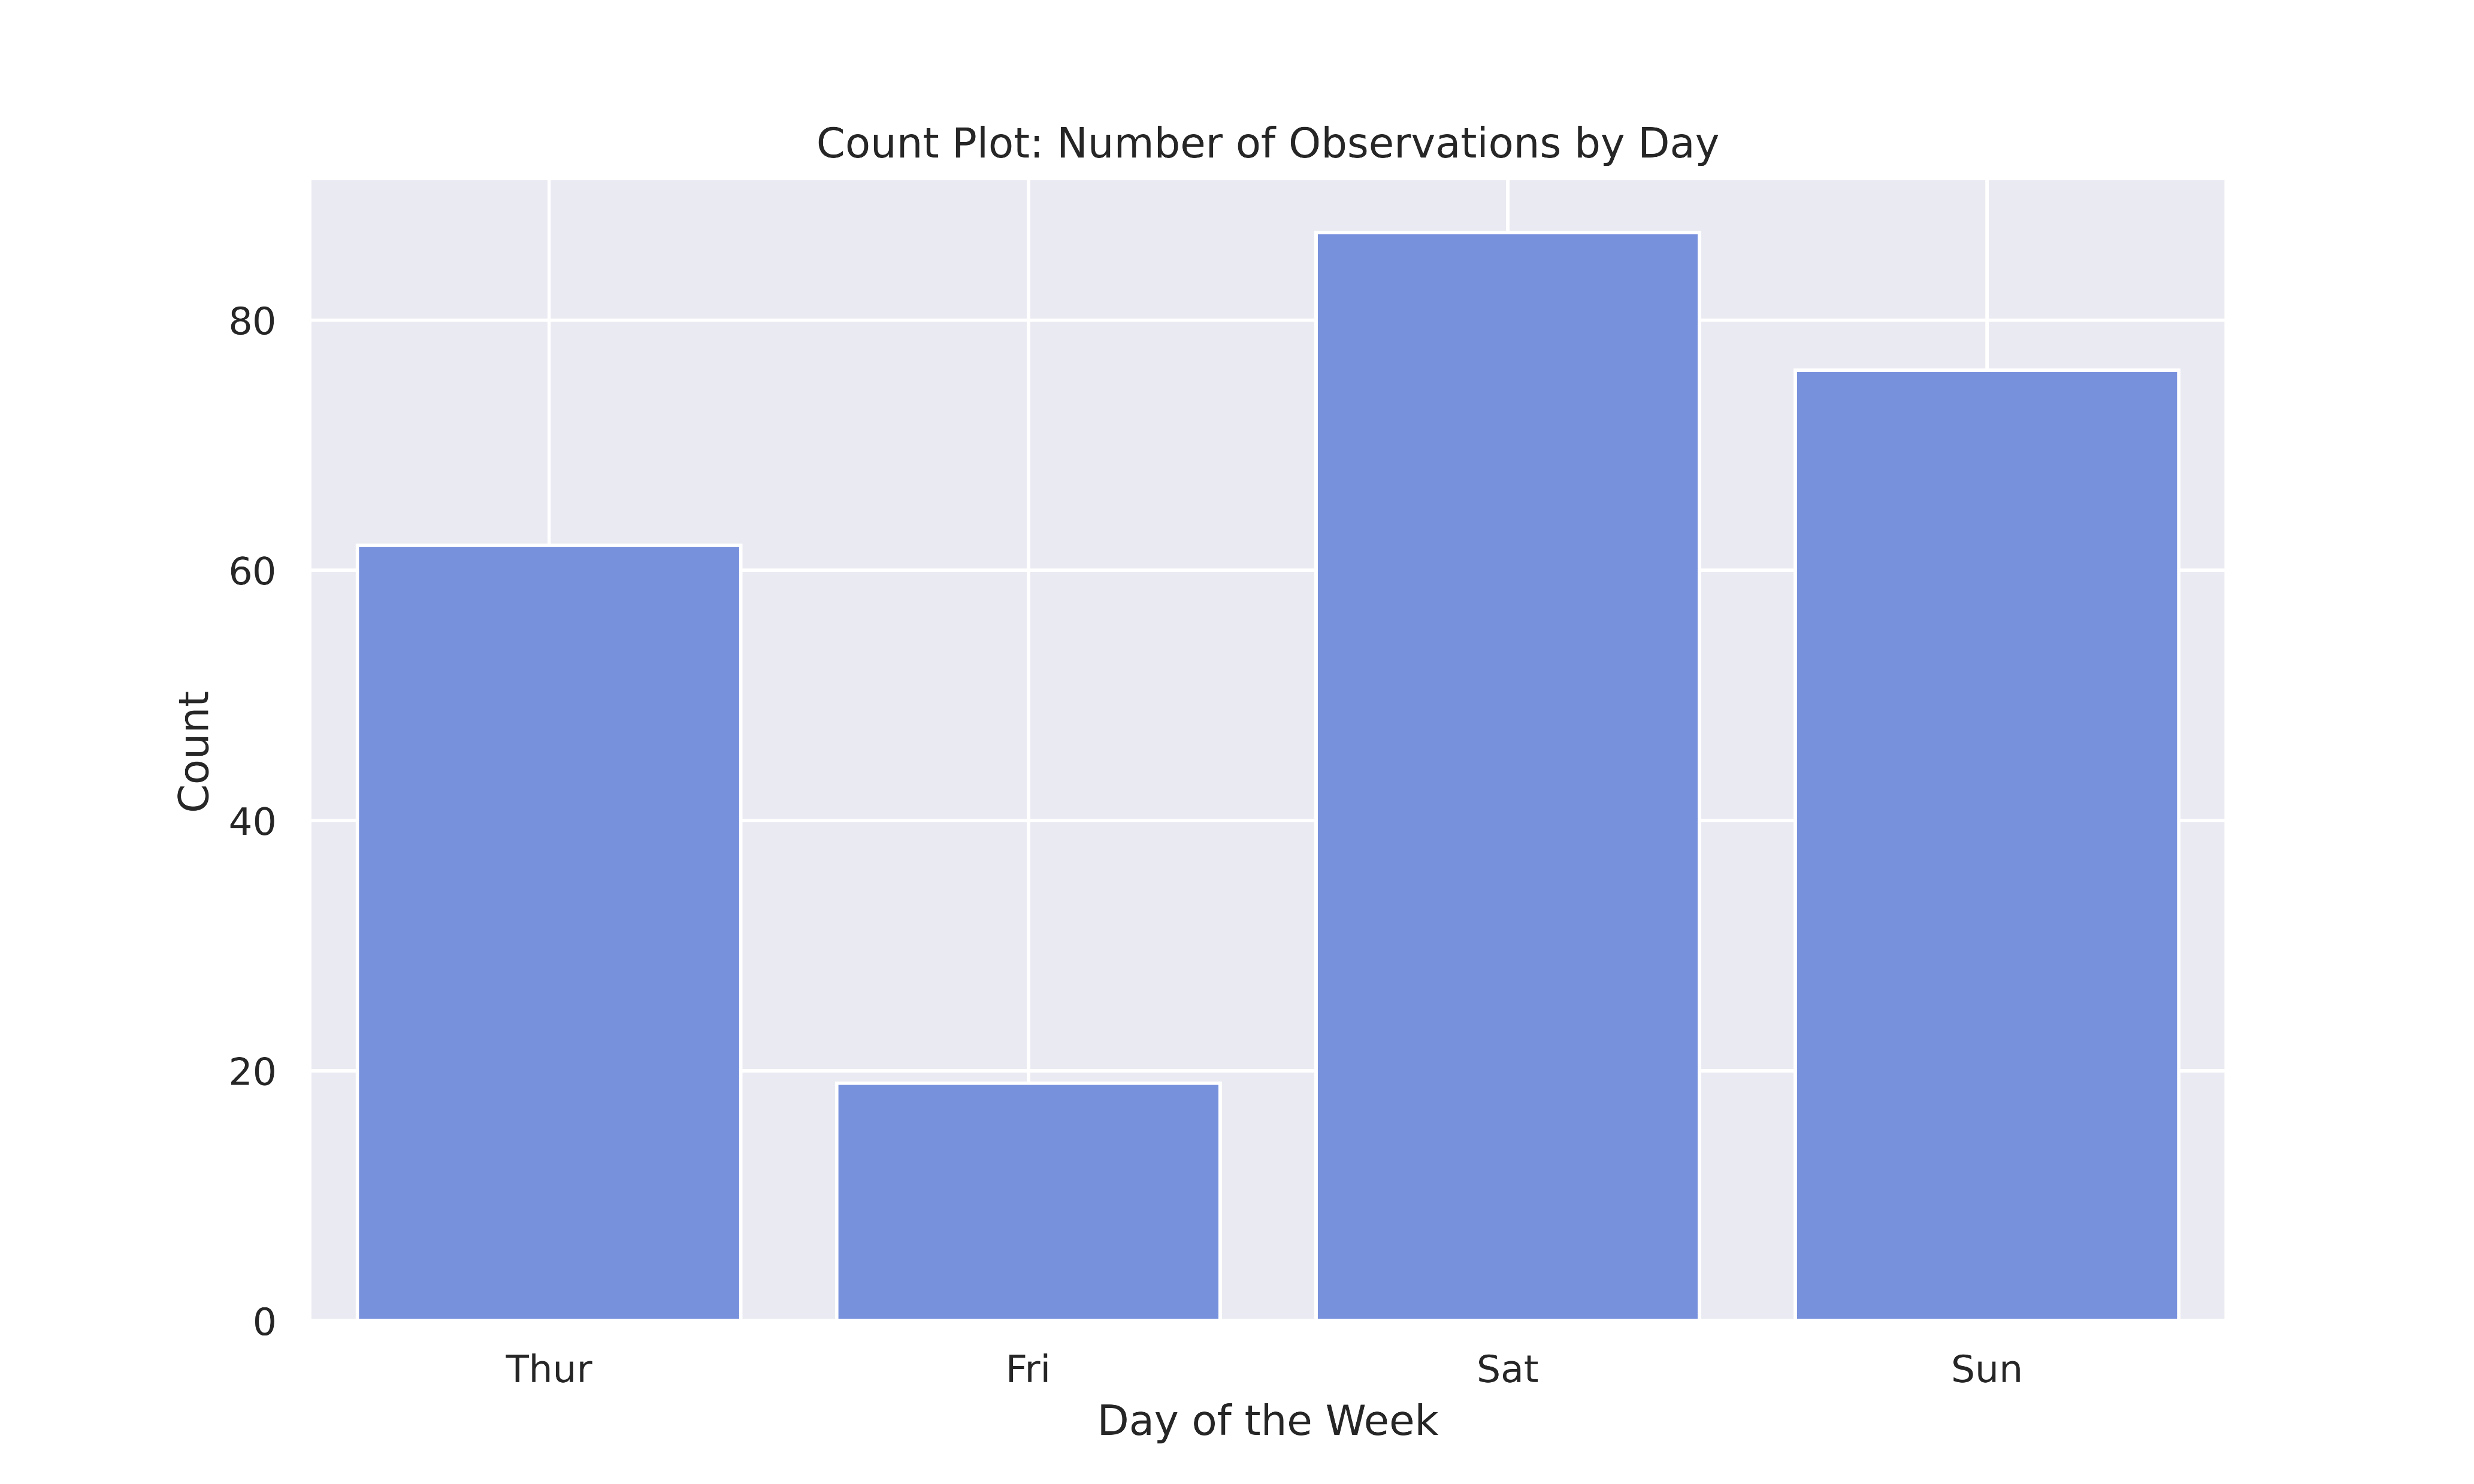 Count Plot: Number of Observations by Day
80
60
40
20
0
Count
Thur
Fri
Sat
Sun
Day of the Week